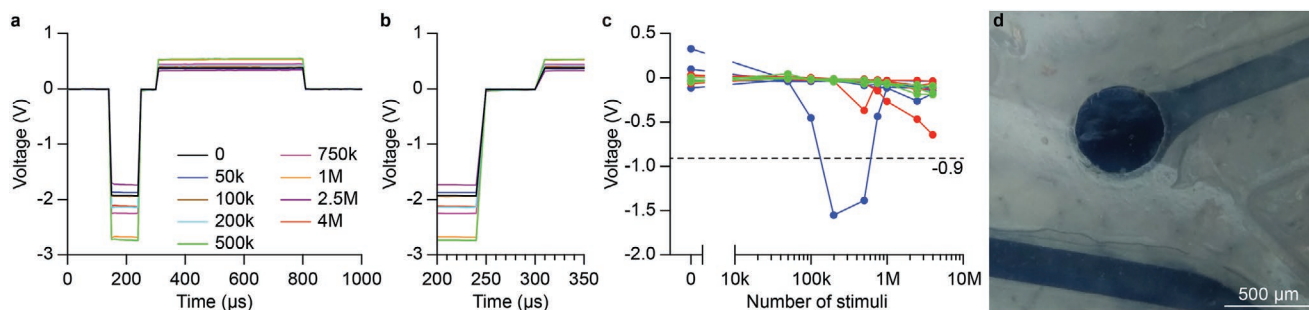 a
Voltage (V)
1
0
-1
-2
-3
0
50k
100k
200k
500k
750k
1M
2.5M
4M
0 200 400 600 800 1000
Time (µs)
b
Voltage (V)
1
0
-1
-2
-3
200 250 300 350
Time (µs)
c
Voltage (V)
0.5
0
-0.5
-1.0
-1.5
-2.0
-0.9
0 10k 100k 1M 10M
Number of stimuli
d
500 µm